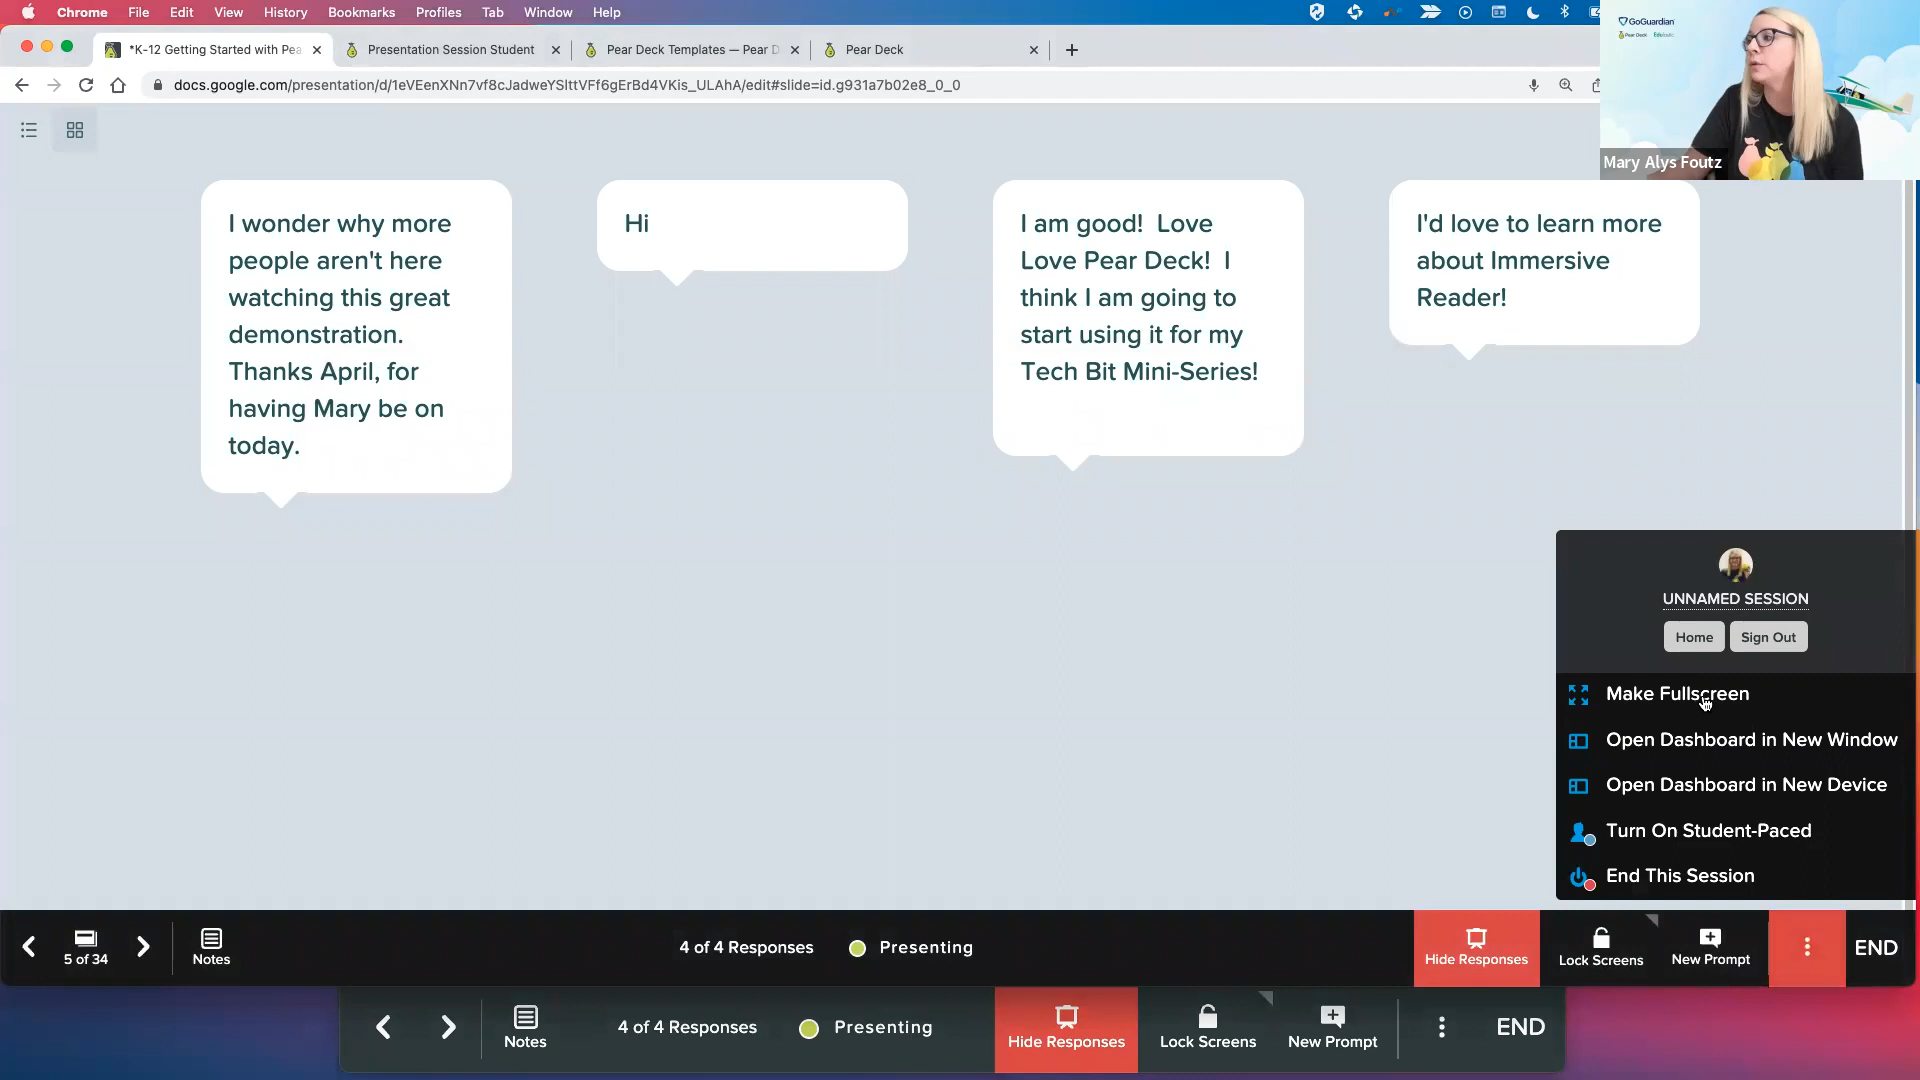 Chrome File Edit View History Bookmarks Profiles Tab Window Help
*K-12 Getting Started with Pea
Presentation Session Student
Pear Deck Templates — Pear D
Pear Deck
docs.google.com/presentation/d/1eVEenXNn7vf8cJadweYSIttVFf6gErBd4VKis_ULAhA/edit#slide=id.g931a7b02e8_0_0
GoGuardian
Pear Deck
Mary Alys Foutz
I wonder why more
people aren't here
watching this great
demonstration.
Thanks April, for
having Mary be on
today.
Hi
I am good!  Love
Love Pear Deck!  I
think I am going to
start using it for my
Tech Bit Mini-Series!
I'd love to learn more
about Immersive
Reader!
UNNAMED SESSION
Home Sign Out
Make Fullscreen
Open Dashboard in New Window
Open Dashboard in New Device
Turn On Student-Paced
End This Session
5 of 34
Notes
4 of 4 Responses
Presenting
Hide Responses
Lock Screens
New Prompt
END
Notes
4 of 4 Responses
Presenting
Hide Responses
Lock Screens
New Prompt
END